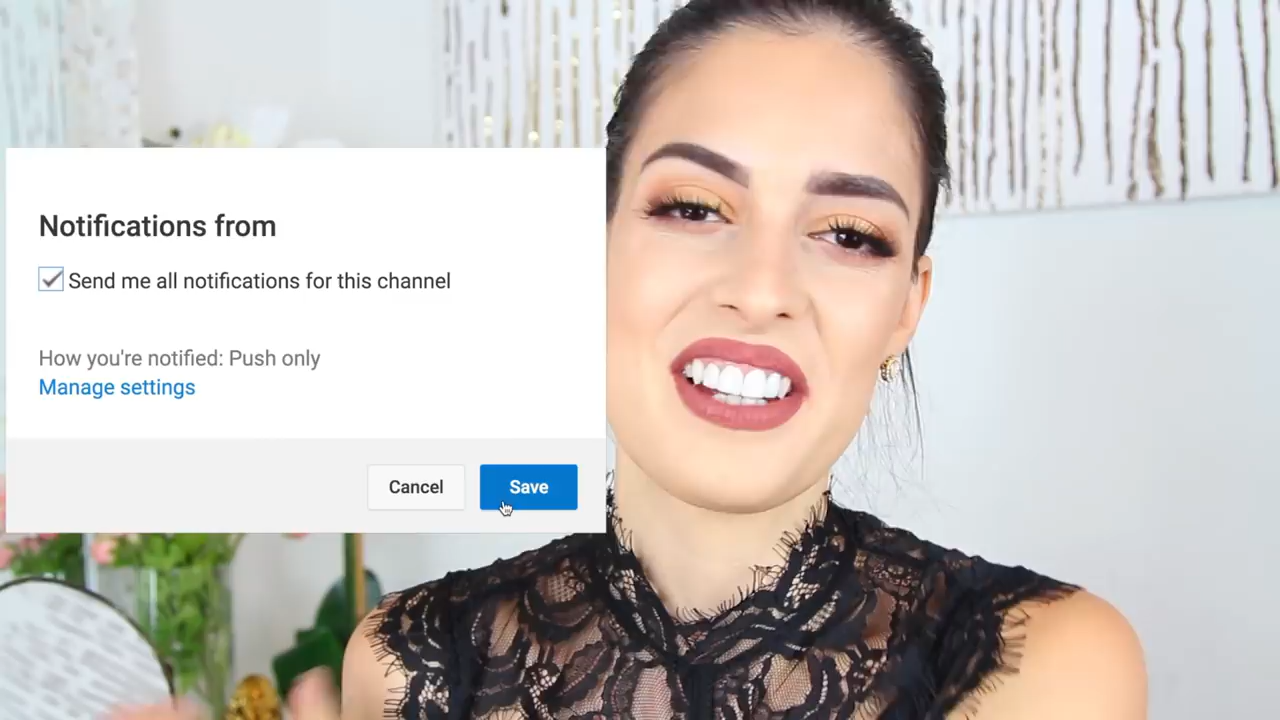 Notifications from
Send me all notifications for this channel
How you're notified: Push only
Manage settings
Cancel
Save